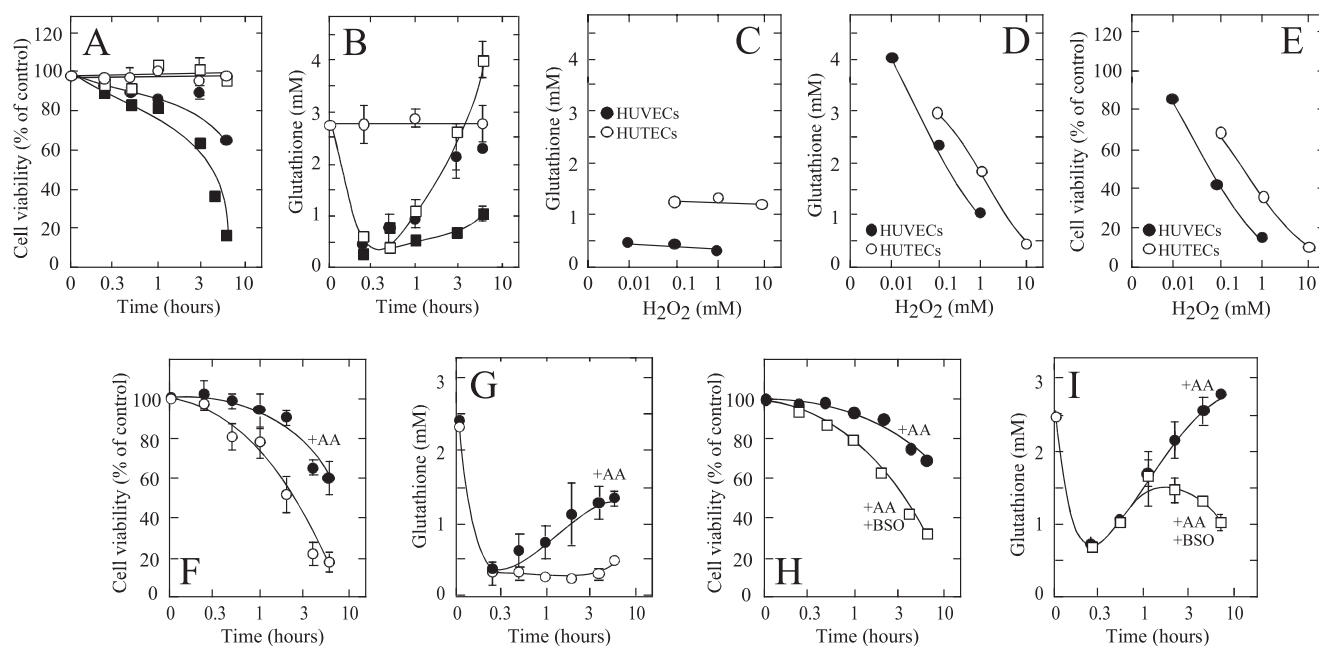 A
Cell viability (% of control)
120
100
80
60
40
20
0
0
0.3
1
3
10
Time (hours)
B
Glutathione (mM)
4
3
2
1
0
0
0.3
1
3
10
Time (hours)
C
Glutathione (mM)
4
3
2
1
0
HUVECs
HUTECs
0
0.01
0.1
1
10
H2O2 (mM)
D
Glutathione (mM)
4
3
2
1
0
HUVECs
HUTECs
0
0.01
0.1
1
10
H2O2 (mM)
E
Cell viability (% of control)
120
100
80
60
40
20
0
HUVECs
HUTECs
0
0.01
0.1
1
10
H2O2 (mM)
F
Cell viability (% of control)
100
80
60
40
20
0
+AA
0
0.3
1
3
10
Time (hours)
G
Glutathione (mM)
3
2
1
0
+AA
0
0.3
1
3
10
Time (hours)
H
Cell viability (% of control)
100
80
60
40
20
0
+AA
+AA
+BSO
0
0.3
1
3
10
Time (hours)
I
Glutathione (mM)
3
2
1
0
+AA
+AA
+BSO
0
0.3
1
3
10
Time (hours)